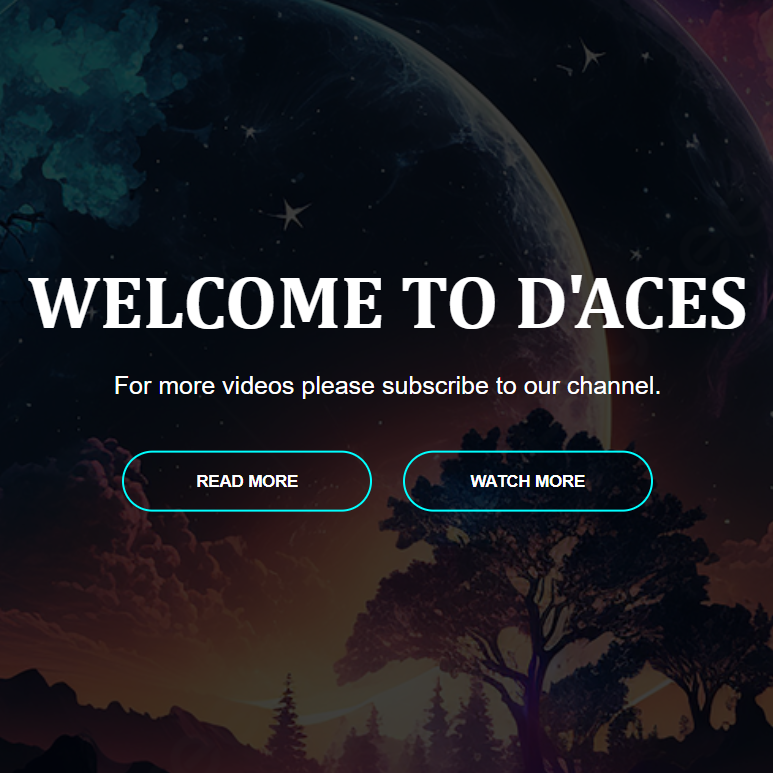 WELCOME TO D'ACES
For more videos please subscribe to our channel.
READ MORE
WATCH MORE